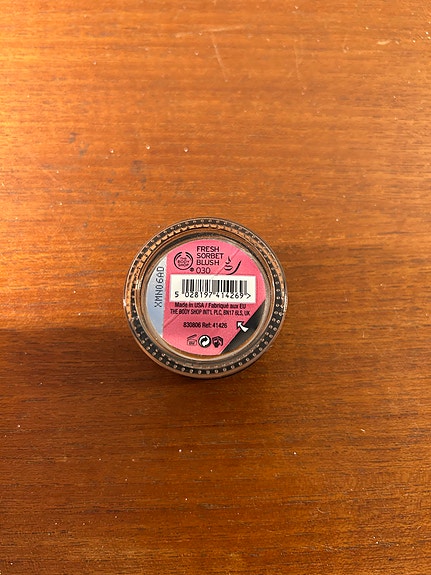 THE BODY SHOP
FRESH
SORBET
BLUSH
030
5 028197 414269 >
Made in USA / Fabriqué aux EU
THE BODY SHOP INT'L PLC, BN17 6LS, UK
830806 Ref: 41426
XMN06AD